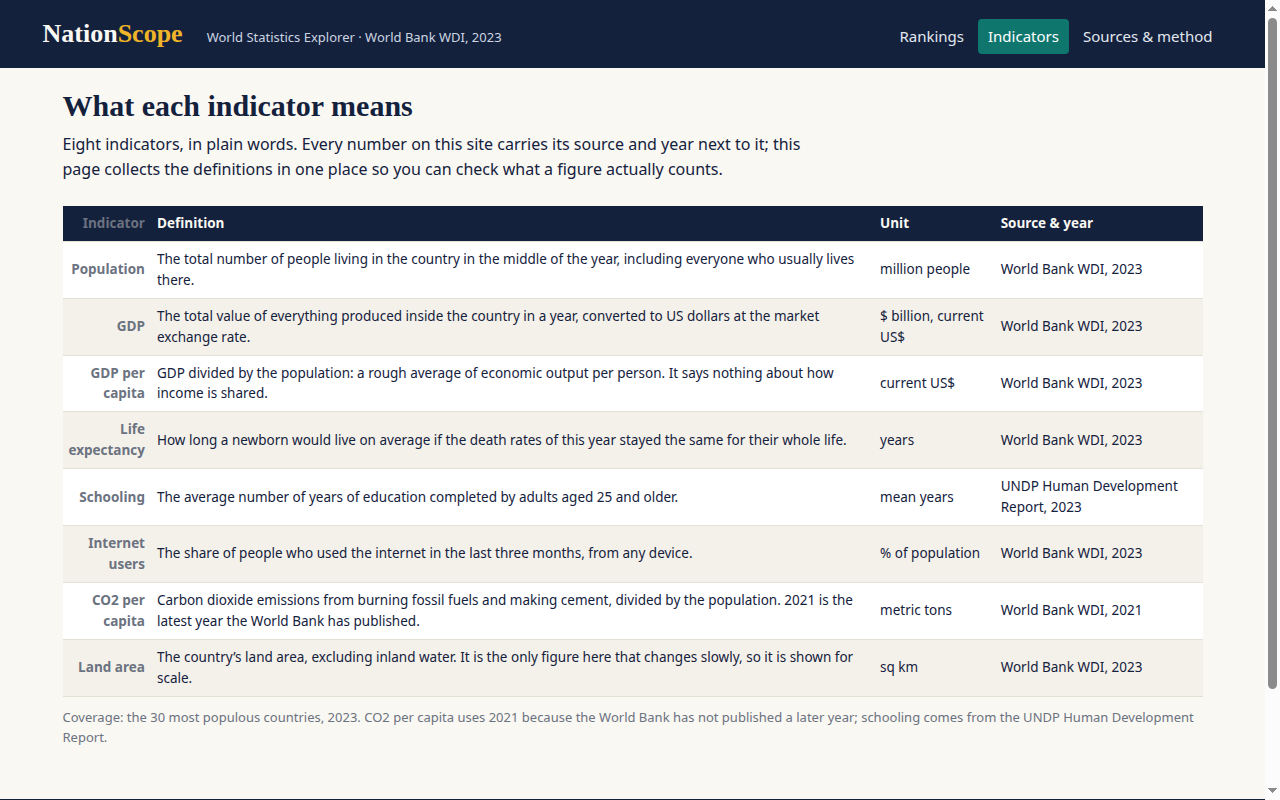 NationScope
World Statistics Explorer · World Bank WDI, 2023
Rankings
Indicators
Sources & method
What each indicator means
Eight indicators, in plain words. Every number on this site carries its source and year next to it; this
page collects the definitions in one place so you can check what a figure actually counts.
Indicator
Definition
Unit
Source & year
Population
The total number of people living in the country in the middle of the year, including everyone who usually lives
there.
million people
World Bank WDI, 2023
GDP
The total value of everything produced inside the country in a year, converted to US dollars at the market
exchange rate.
$ billion, current
US$
World Bank WDI, 2023
GDP per
capita
GDP divided by the population: a rough average of economic output per person. It says nothing about how
income is shared.
current US$
World Bank WDI, 2023
Life
expectancy
How long a newborn would live on average if the death rates of this year stayed the same for their whole life.
years
World Bank WDI, 2023
Schooling
The average number of years of education completed by adults aged 25 and older.
mean years
UNDP Human Development
Report, 2023
Internet
users
The share of people who used the internet in the last three months, from any device.
% of population
World Bank WDI, 2023
CO2 per
capita
Carbon dioxide emissions from burning fossil fuels and making cement, divided by the population. 2021 is the
latest year the World Bank has published.
metric tons
World Bank WDI, 2021
Land area
The country’s land area, excluding inland water. It is the only figure here that changes slowly, so it is shown for
scale.
sq km
World Bank WDI, 2023
Coverage: the 30 most populous countries, 2023. CO2 per capita uses 2021 because the World Bank has not published a later year; schooling comes from the UNDP Human Development
Report.